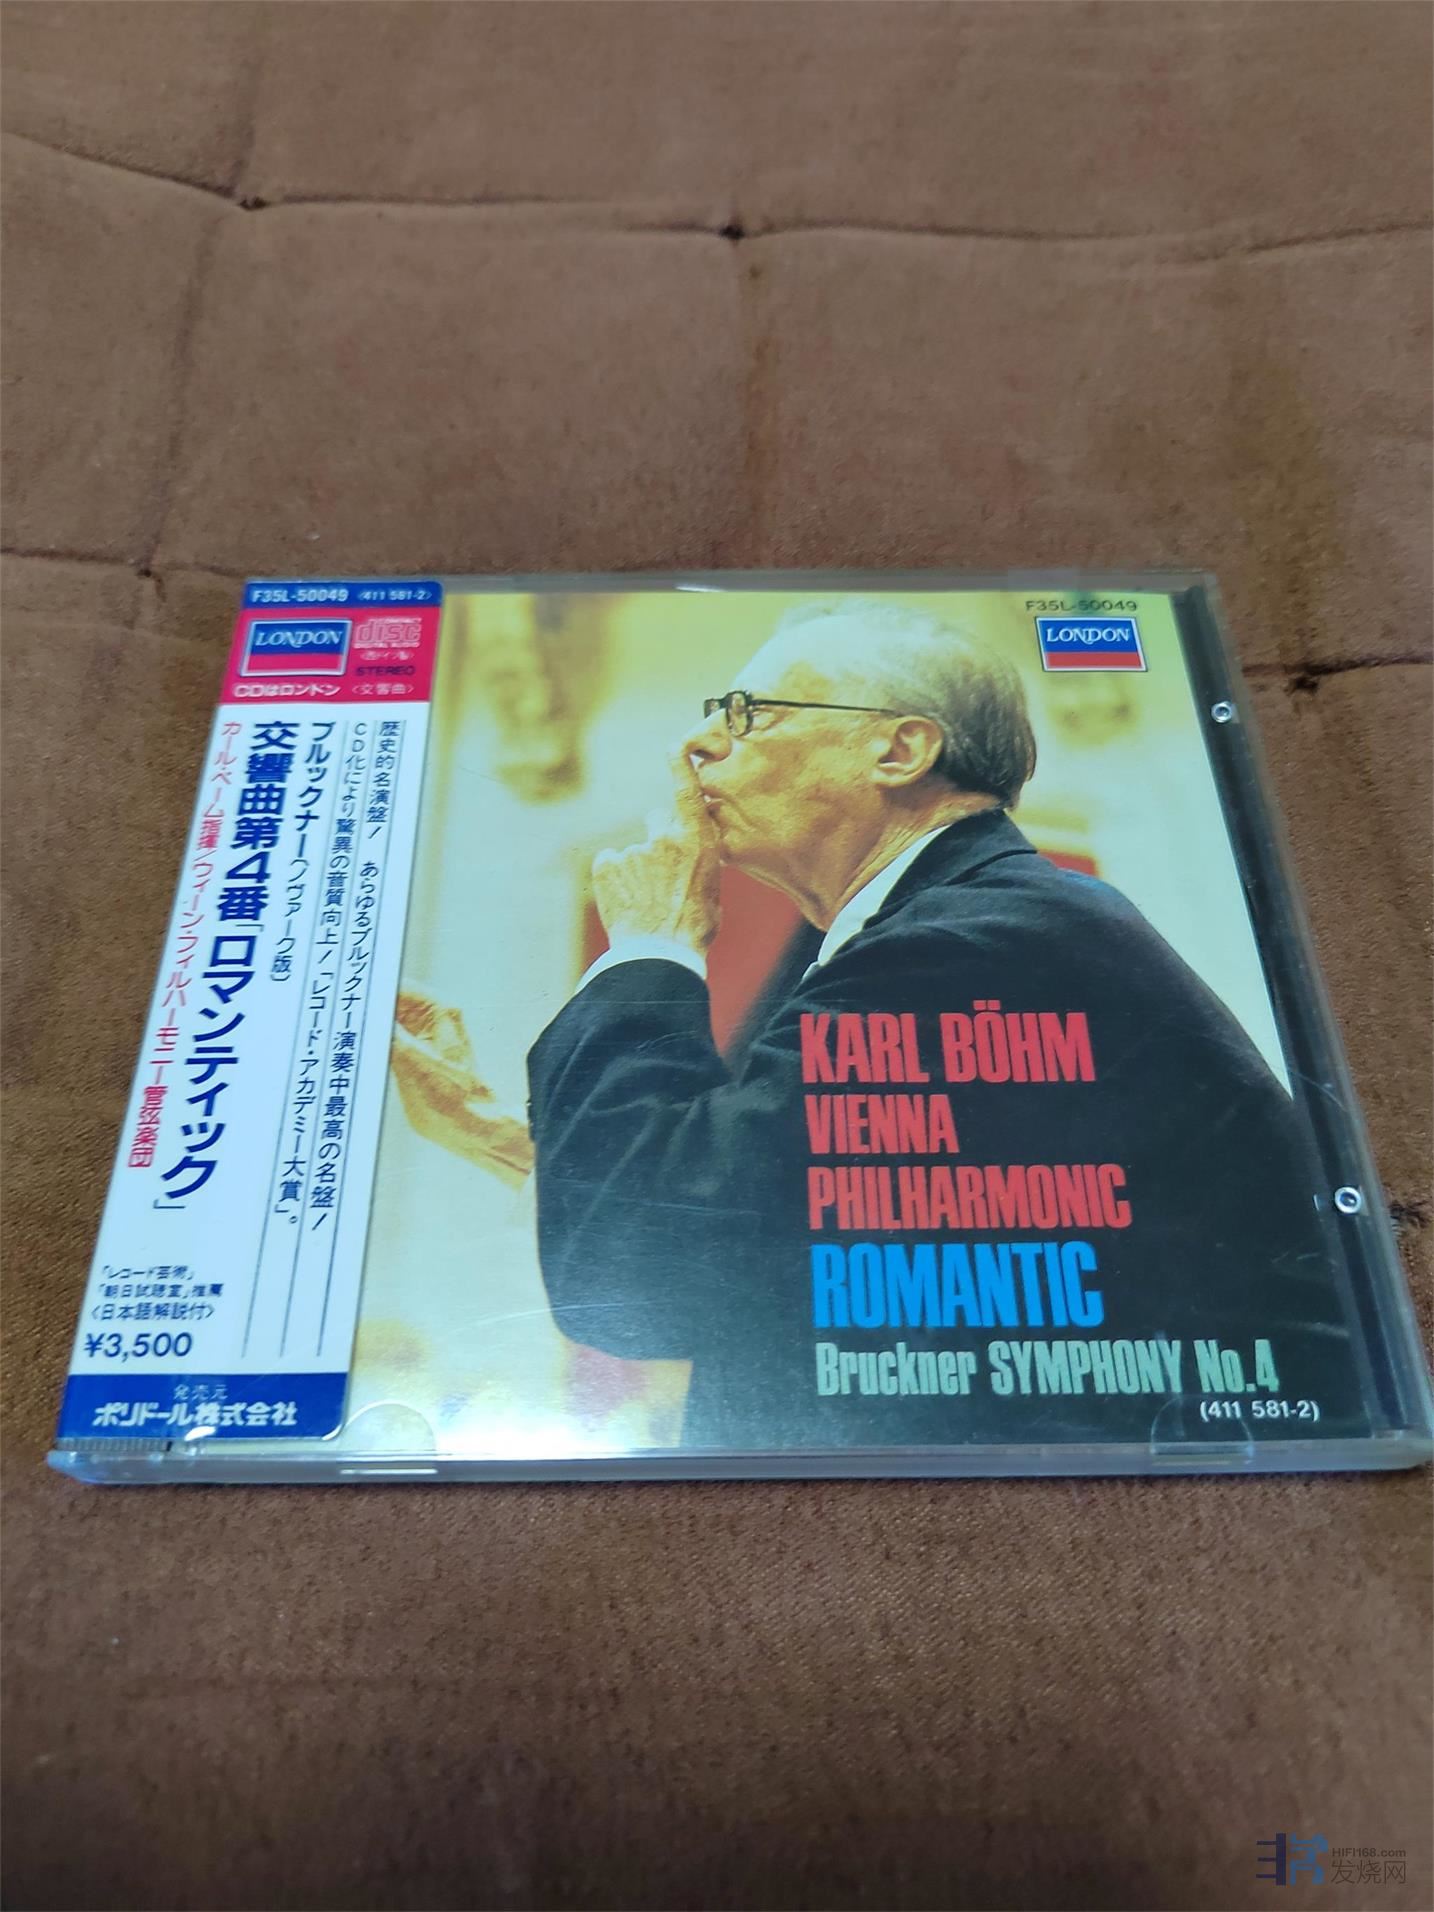 F35L-50049 〈411 581-2〉
LONDON
COMPACT
disc
DIGITAL AUDIO
STEREO
CDはロンドン
〈交響曲〉
歴史的名演盤! あらゆるブルックナー演奏中最高の名盤!
CD化により驚異の音質向上!「レコード・アカデミー大賞」。
ブルックナー(ノヴァーク版)
交響曲第4番「ロマンティック」
カール・ベーム指揮/ウィーン・フィルハーモニー管弦楽団
「レコード芸術」
「朝日試聴室」推薦
〈日本語解説付〉
¥3,500
発売元
ポリドール株式会社
F35L-50049
LONDON
KARL BÖHM
VIENNA
PHILHARMONIC
ROMANTIC
Bruckner SYMPHONY No.4
(411 581-2)
HIFI168.com
发烧网